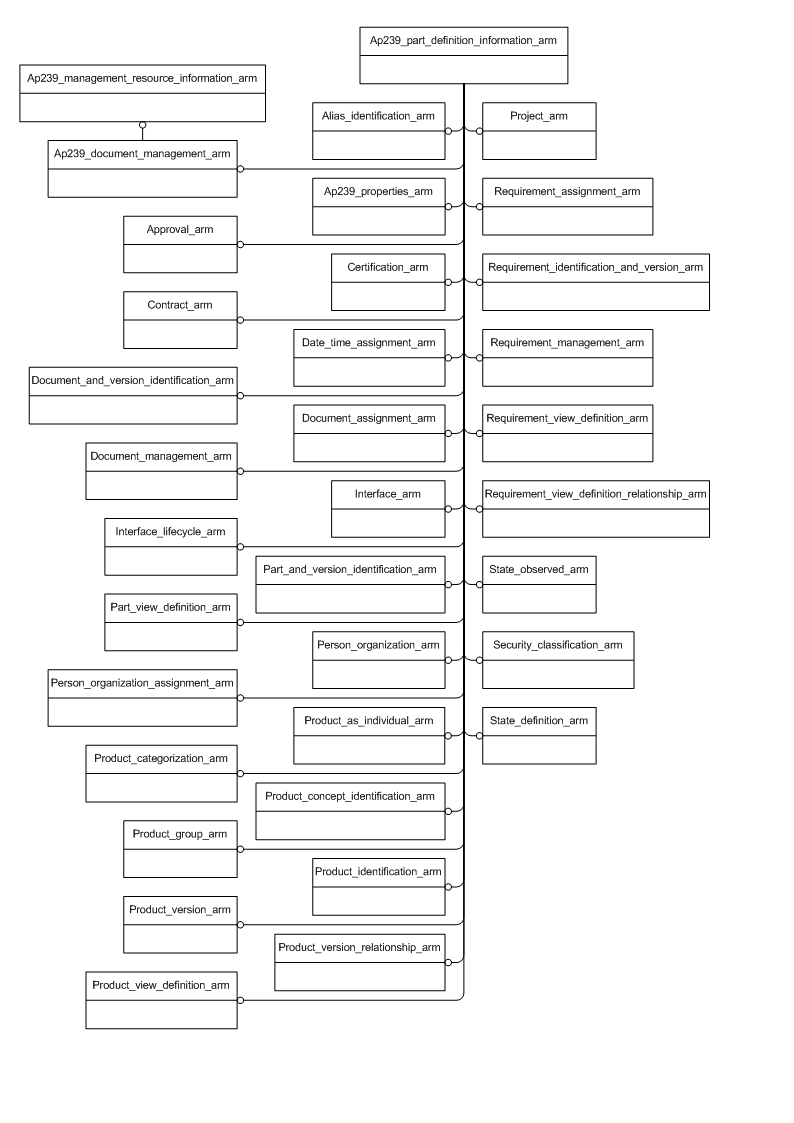 Ap239_part_definition_information_arm
Ap239_management_resource_information_arm
Alias_identification_arm
Project_arm
Ap239_document_management_arm
Ap239_properties_arm
Requirement_assignment_arm
Approval_arm
Certification_arm
Requirement_identification_and_version_arm
Contract_arm
Date_time_assignment_arm
Requirement_management_arm
Document_and_version_identification_arm
Document_assignment_arm
Requirement_view_definition_arm
Document_management_arm
Interface_arm
Requirement_view_definition_relationship_arm
Interface_lifecycle_arm
Part_and_version_identification_arm
State_observed_arm
Part_view_definition_arm
Person_organization_arm
Security_classification_arm
Person_organization_assignment_arm
Product_as_individual_arm
State_definition_arm
Product_categorization_arm
Product_concept_identification_arm
Product_group_arm
Product_identification_arm
Product_version_arm
Product_version_relationship_arm
Product_view_definition_arm